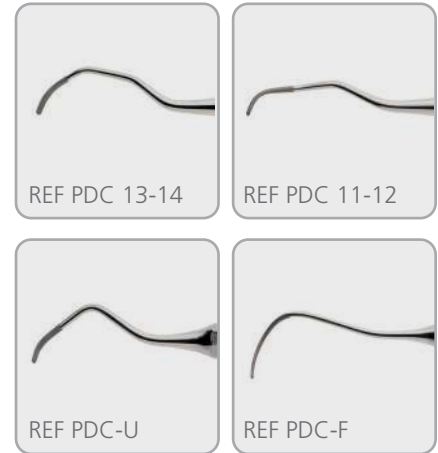 REF PDC 13-14
REF PDC 11-12
REF PDC-U
REF PDC-F